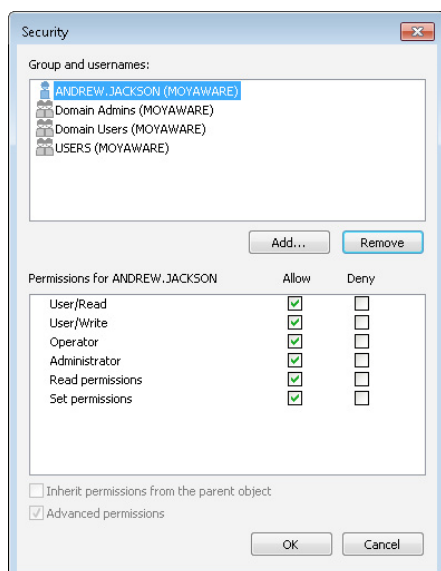 Security
Group and usernames:
ANDREW.JACKSON (MOYAWARE)
Domain Admins (MOYAWARE)
Domain Users (MOYAWARE)
USERS (MOYAWARE)
Add... Remove
Permissions for ANDREW.JACKSON Allow Deny
User/Read
User/Write
Operator
Administrator
Read permissions
Set permissions
Inherit permissions from the parent object
Advanced permissions
OK Cancel